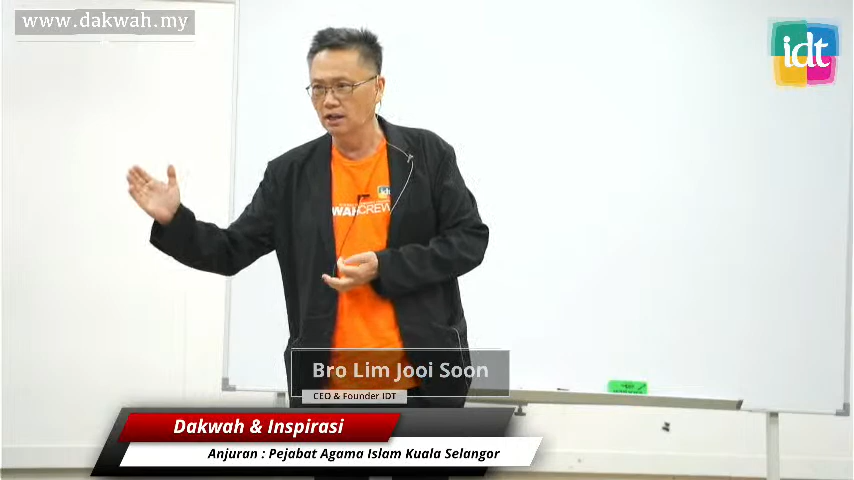 www.dakwah.my
idt
idt
WAHCREW
Bro Lim Jooi Soon
CEO & Founder IDT
Dakwah & Inspirasi
Anjuran : Pejabat Agama Islam Kuala Selangor